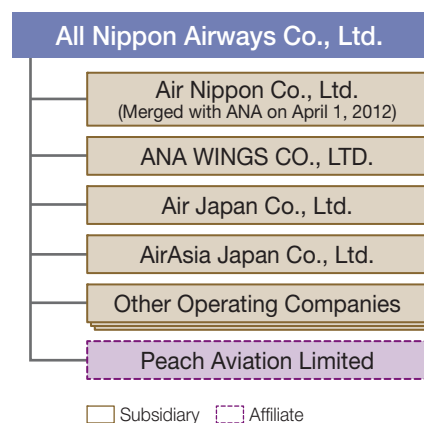 All Nippon Airways Co., Ltd.
Air Nippon Co., Ltd.
(Merged with ANA on April 1, 2012)
ANA WINGS CO., LTD.
Air Japan Co., Ltd.
AirAsia Japan Co., Ltd.
Other Operating Companies
Peach Aviation Limited
Subsidiary Affiliate